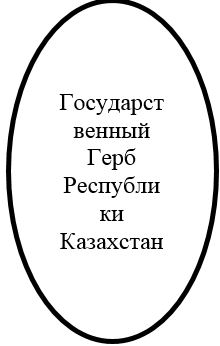 Государст
венный
Герб
Республи
ки
Казахстан